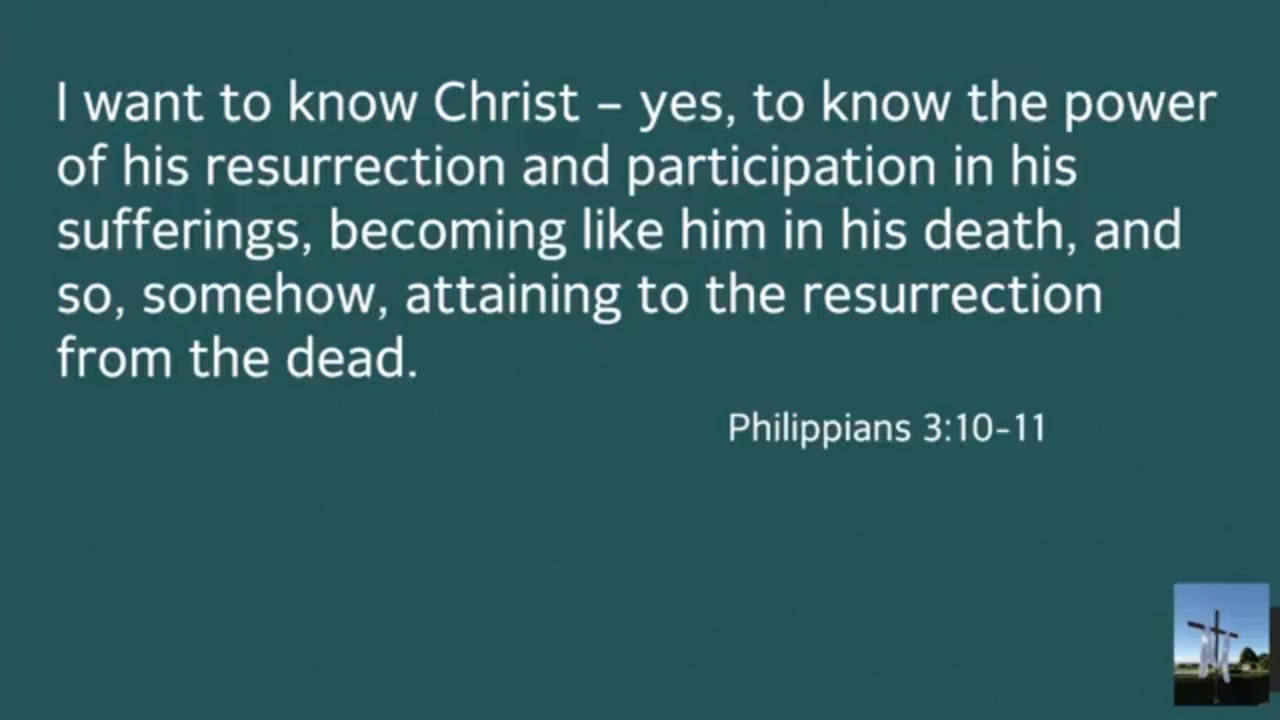 I want to know Christ – yes, to know the power
of his resurrection and participation in his
sufferings, becoming like him in his death, and
so, somehow, attaining to the resurrection
from the dead.
Philippians 3:10-11